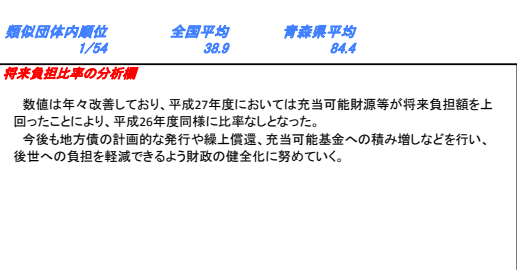 類似団体内順位 全国平均 青森県平均
1/54 38.9 84.4
将来負担比率の分析欄
数値は年々改善しており、平成27年度においては充当可能財源等が将来負担額を上
回ったことにより、平成26年度同様に比率なしとなった。
今後も地方債の計画的な発行や繰上償還、充当可能基金への積み増しなどを行い、
後世への負担を軽減できるよう財政の健全化に努めていく。